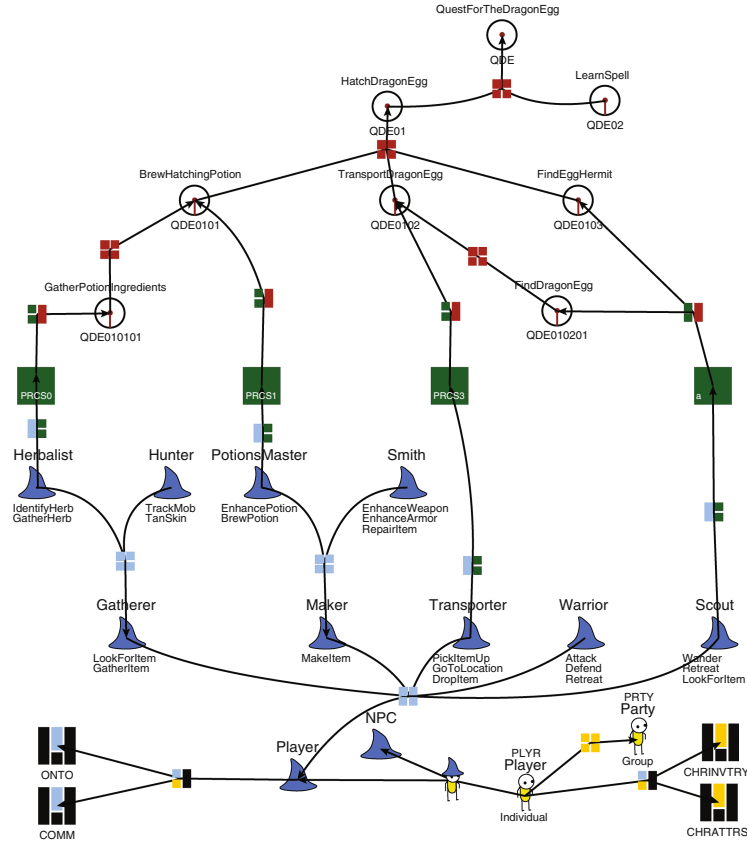 QuestForTheDragonEgg
QDE
HatchDragonEgg
LearnSpell
QDE01
QDE02
BrewHatchingPotion
TransportDragonEgg
FindEggHermit
QDE0101
QDE0102
QDE0103
GatherPotionIngredients
FindDragonEgg
QDE010101
QDE010201
PRCS0
PRCS1
PRCS3
a
Herbalist
Hunter
PotionsMaster
Smith
IdentifyHerb
GatherHerb
TrackMob
TanSkin
EnhancePotion
BrewPotion
EnhanceWeapon
EnhanceArmor
RepairItem
Gatherer
Maker
Transporter
Warrior
Scout
LookForItem
GatherItem
MakeItem
PickItemUp
GoToLocation
DropItem
Attack
Defend
Retreat
Wander
Retreat
LookForItem
NPC
PRTY
Party
Player
PLYR
Player
Group
ONTO
CHRINVTRY
Individual
COMM
CHRATTRS